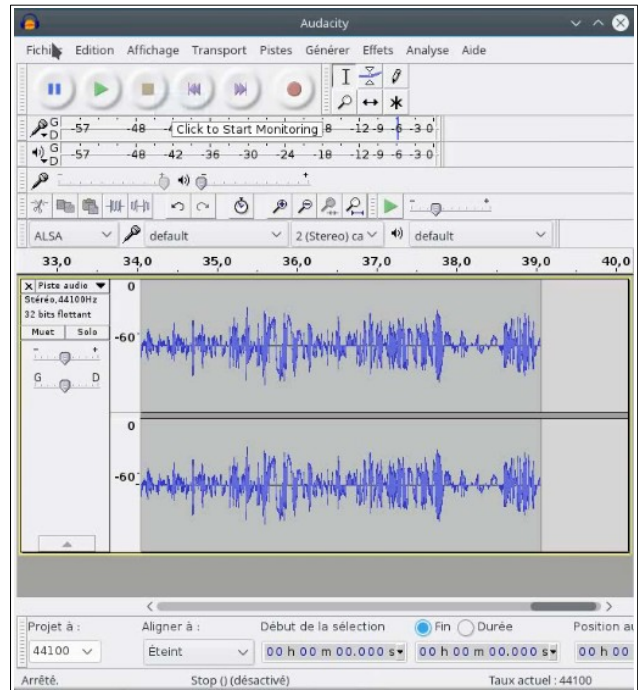 Audacity
Fichier Edition Affichage Transport Pistes Générer Effets Analyse Aide
G D -57 -48 -4 Click to Start Monitoring 8 -12 -9 -6 -3 0
G D -57 -48 -42 -36 -30 -24 -18 -12 -9 -6 -3 0
ALSA default 2 (Stereo) ca default
33,0 34,0 35,0 36,0 37,0 38,0 39,0 40,0
X Piste audio
Stéréo,44100Hz
32 bits flottant
Muet Solo
- +
G D
0
-60
0
-60
Projet à : Aligner à : Début de la sélection Fin Durée Position au
44100 Éteint 00 h 00 m 00.000 s 00 h 00 m 00.000 s 00 h 00
Arrêté. Stop () (désactivé) Taux actuel : 44100